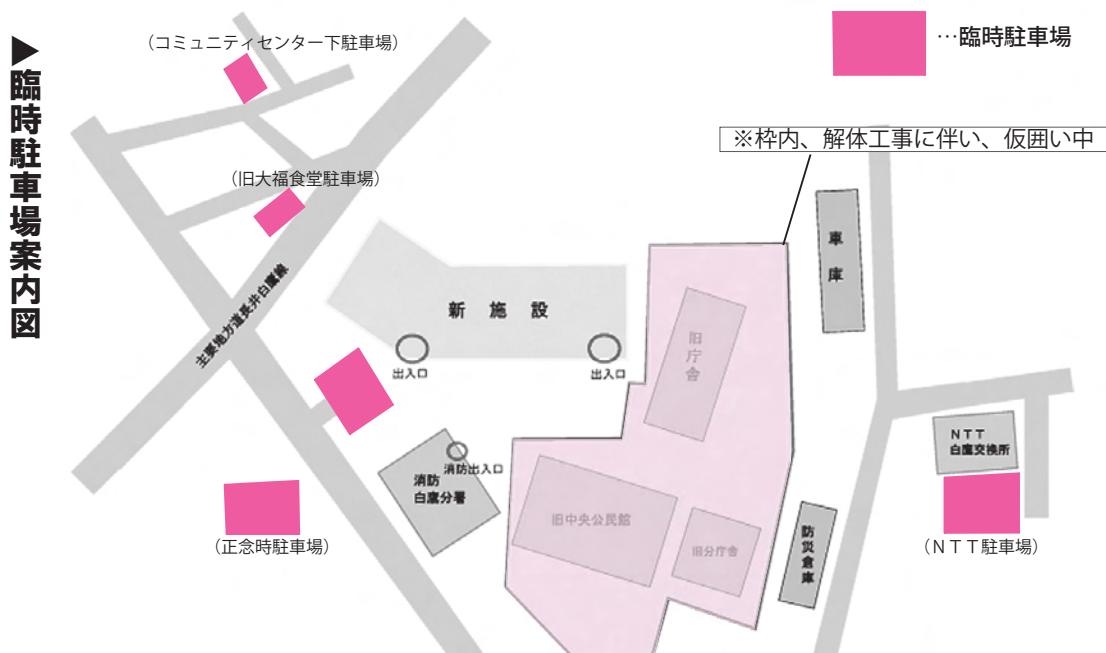 ▶臨時駐車場案内図
…臨時駐車場
(コミュニティセンター下駐車場)
※枠内、解体工事に伴い、仮囲い中
(旧大福食堂駐車場)
車庫
主要地方道長井白鷹線
新施設
旧庁舎
出入口
出入口
消防出入口
消防
白鷹分署
NTT
白鷹交換所
旧中央公民館
旧分庁舎
防災倉庫
(正念時駐車場)
(NTT駐車場)